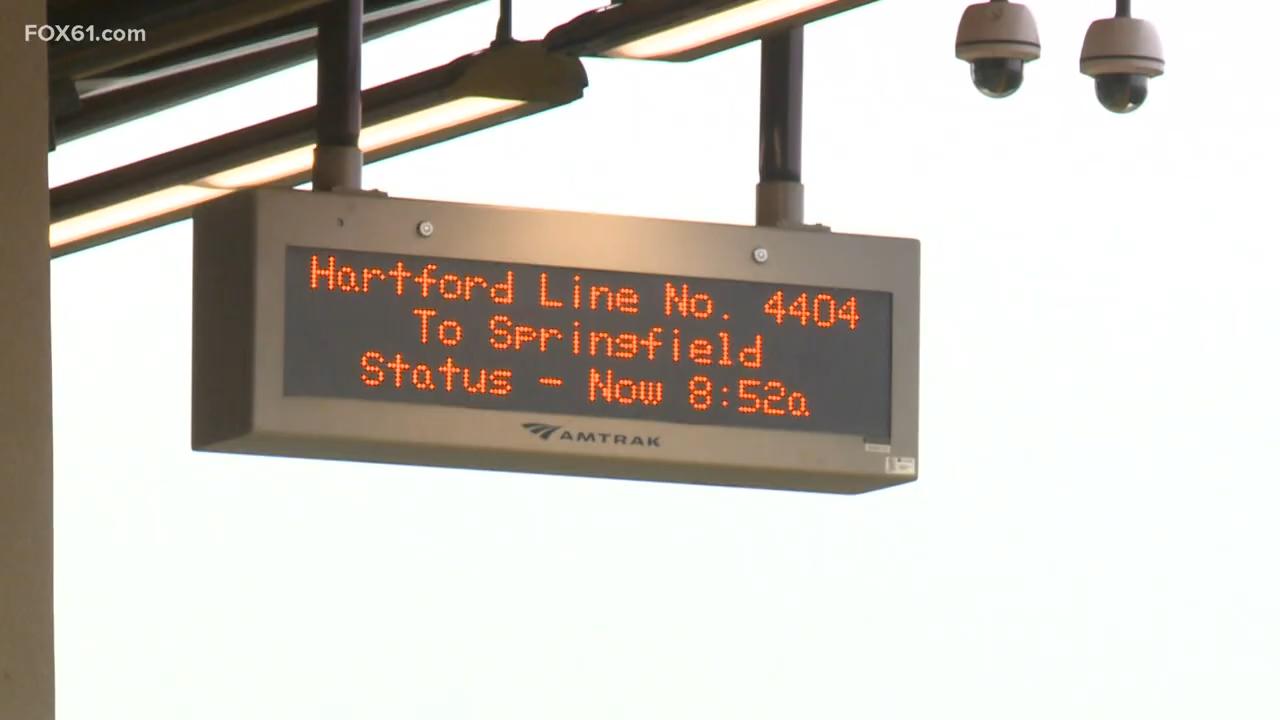 FOX61.com
Hartford Line No. 4404
To Springfield
Status - Now 8:52a
AMTRAK